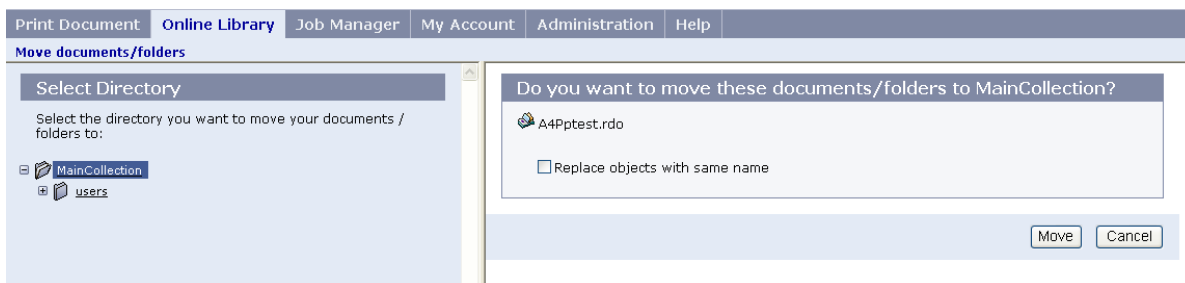 Print Document Online Library Job Manager My Account Administration Help
Move documents/folders
Select Directory
Select the directory you want to move your documents /
folders to:
MainCollection
users
Do you want to move these documents/folders to MainCollection?
A4Pptest.rdo
Replace objects with same name
Move Cancel